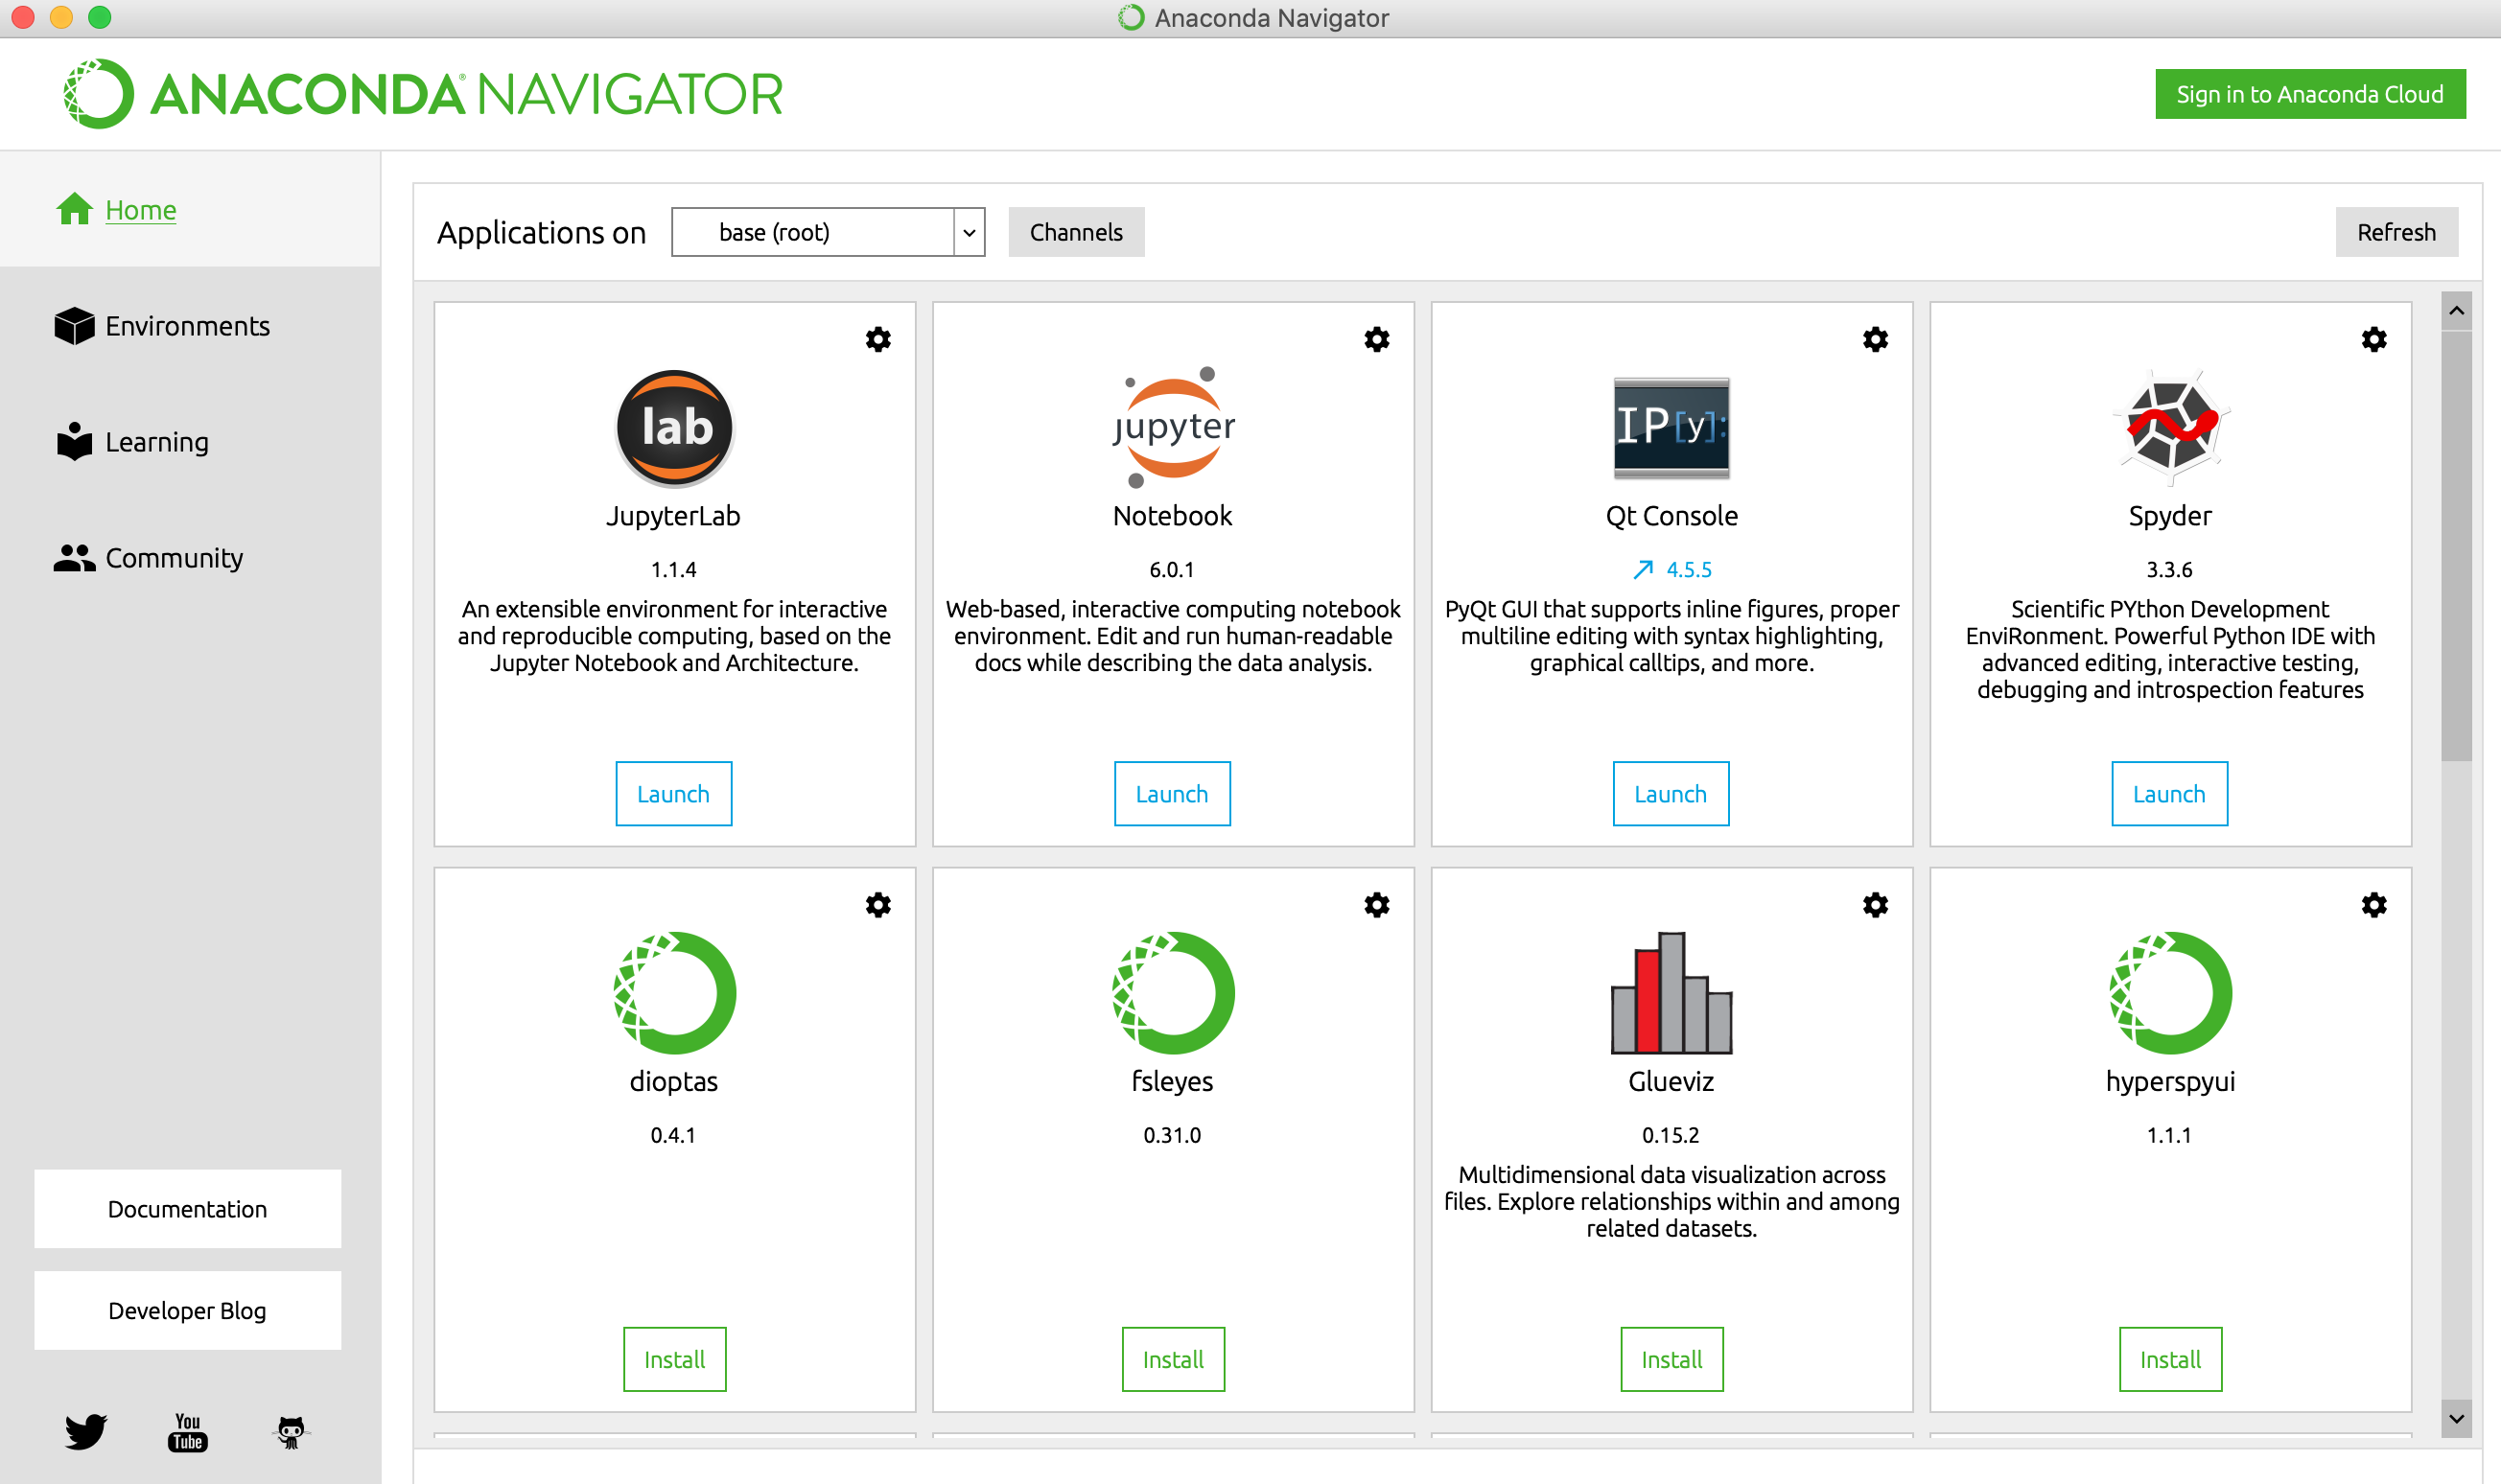 Anaconda Navigator
ANACONDA® NAVIGATOR
Sign in to Anaconda Cloud
Home
Environments
Learning
Community
Documentation
Developer Blog
You
Tube
Applications on
base (root)
Channels
Refresh
lab
JupyterLab
1.1.4
An extensible environment for interactive
and reproducible computing, based on the
Jupyter Notebook and Architecture.
Launch
jupyter
Notebook
6.0.1
Web-based, interactive computing notebook
environment. Edit and run human-readable
docs while describing the data analysis.
Launch
IP[y]:
Qt Console
4.5.5
PyQt GUI that supports inline figures, proper
multiline editing with syntax highlighting,
graphical calltips, and more.
Launch
Spyder
3.3.6
Scientific PYthon Development
EnviRonment. Powerful Python IDE with
advanced editing, interactive testing,
debugging and introspection features
Launch
dioptas
0.4.1
Install
fsleyes
0.31.0
Install
Glueviz
0.15.2
Multidimensional data visualization across
files. Explore relationships within and among
related datasets.
Install
hyperspyui
1.1.1
Install